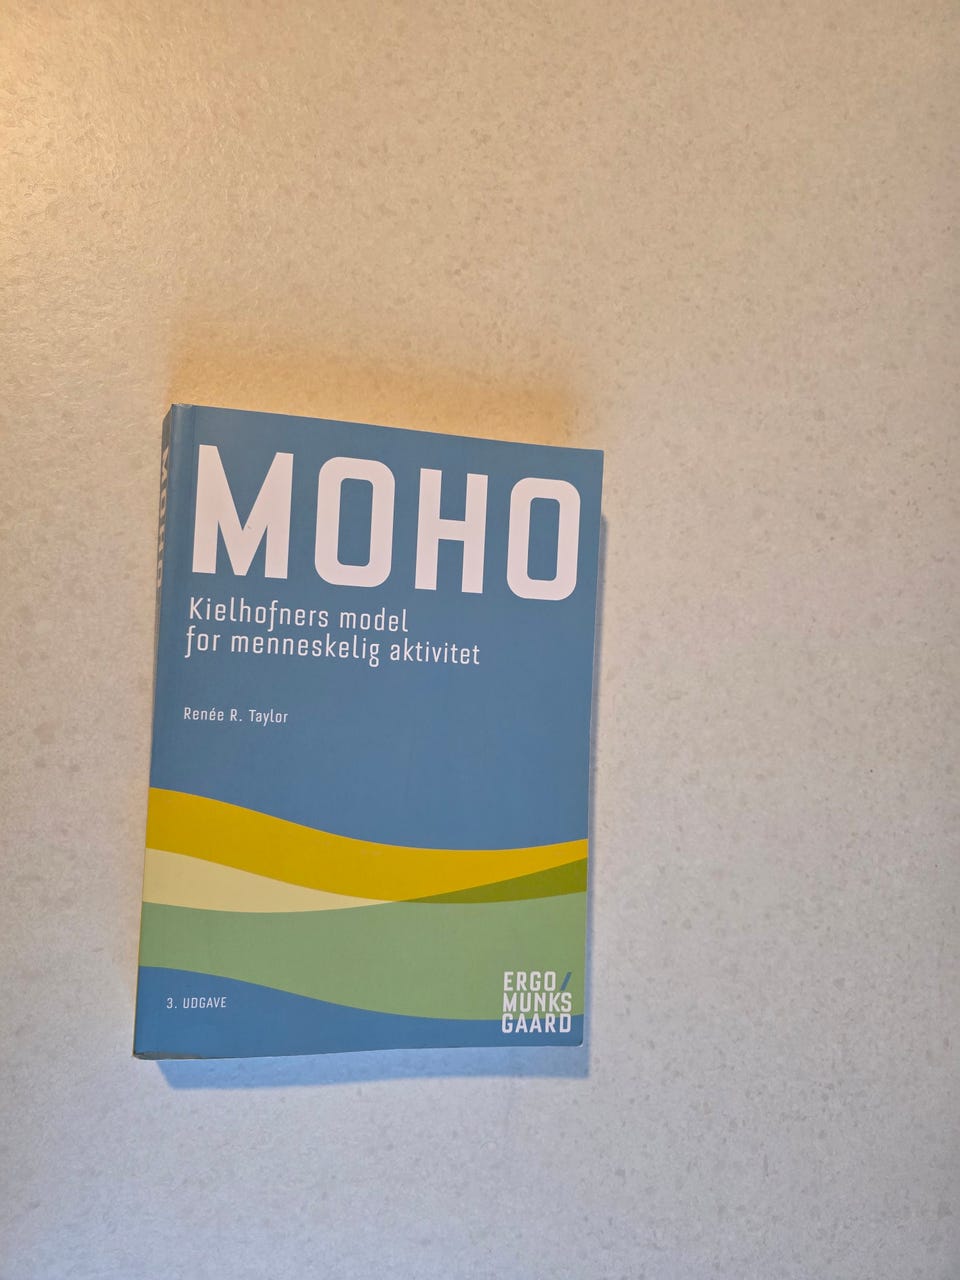 MOHO
Kielhofners model
for menneskelig aktivitet
Renée R. Taylor
3. UDGAVE
ERGO/
MUNKS
GAARD
MOHO